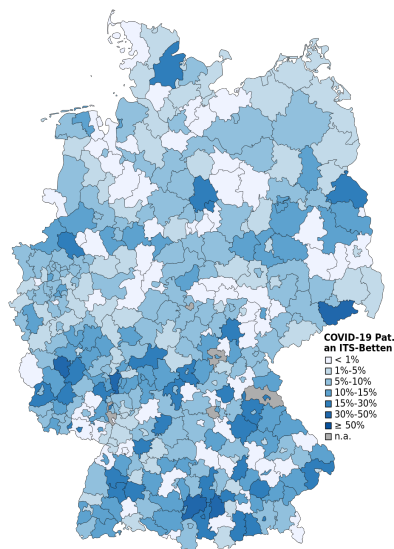 COVID-19 Pat.
an ITS-Betten
< 1%
1%-5%
5%-10%
10%-15%
15%-30%
30%-50%
≥ 50%
n.a.